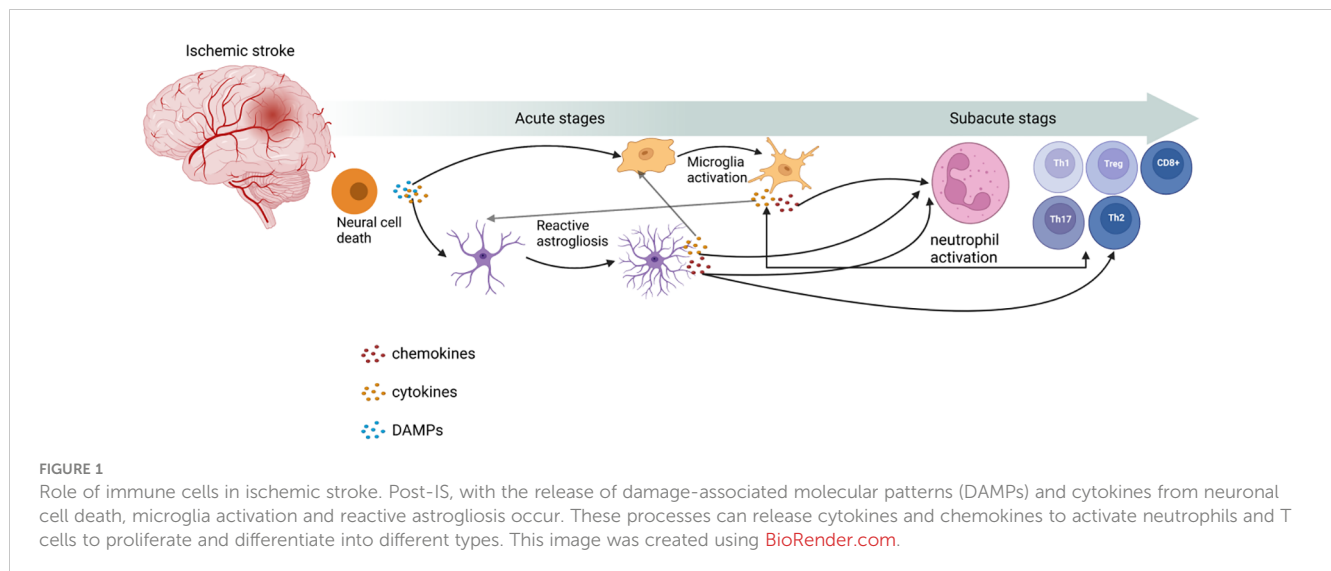 Ischemic stroke
Acute stages
Subacute stags
Neural cell
death
Microglia
activation
Reactive
astrogliosis
neutrophil
activation
Th1
Treg
CD8+
Th17
Th2
chemokines
cytokines
DAMPs
FIGURE 1
Role of immune cells in ischemic stroke. Post-IS, with the release of damage-associated molecular patterns (DAMPs) and cytokines from neuronal
cell death, microglia activation and reactive astrogliosis occur. These processes can release cytokines and chemokines to activate neutrophils and T
cells to proliferate and differentiate into different types. This image was created using BioRender.com.